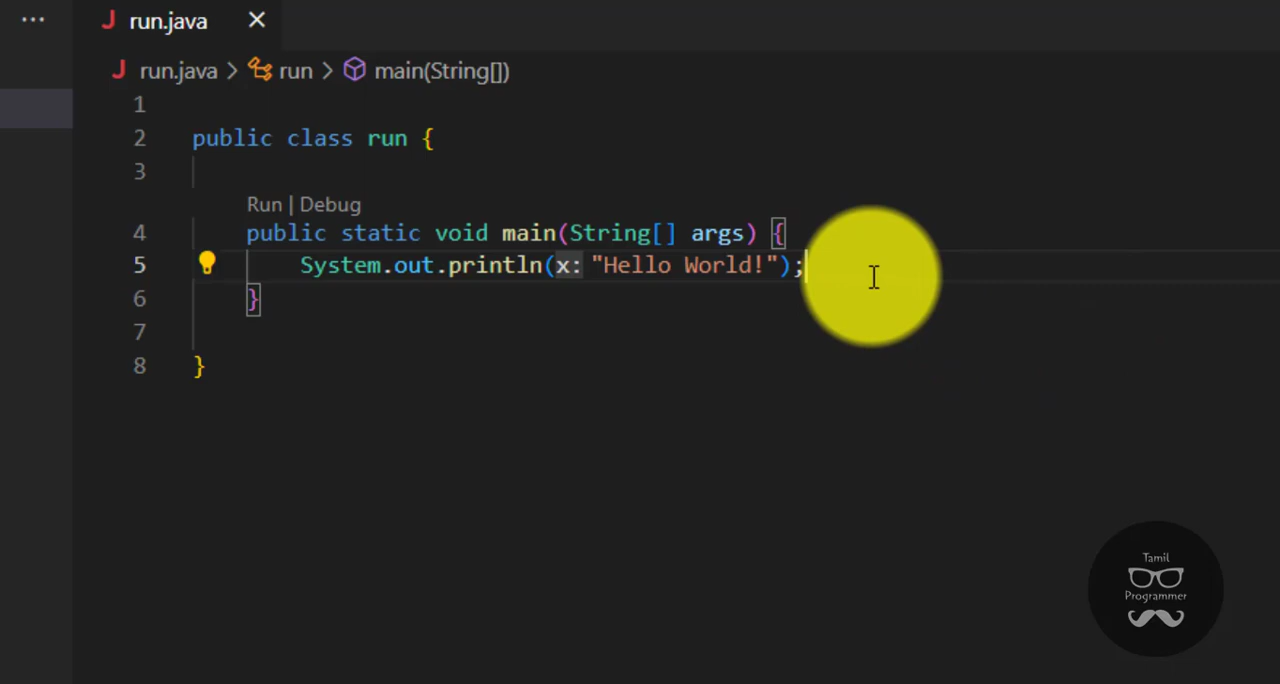 ... J run.java ×
J run.java > run > main(String[])
1
2 public class run {
3
Run | Debug
4 public static void main(String[] args) {
5 System.out.println(x: "Hello World!");
6 }
7
8 }
Tamil
Programmer